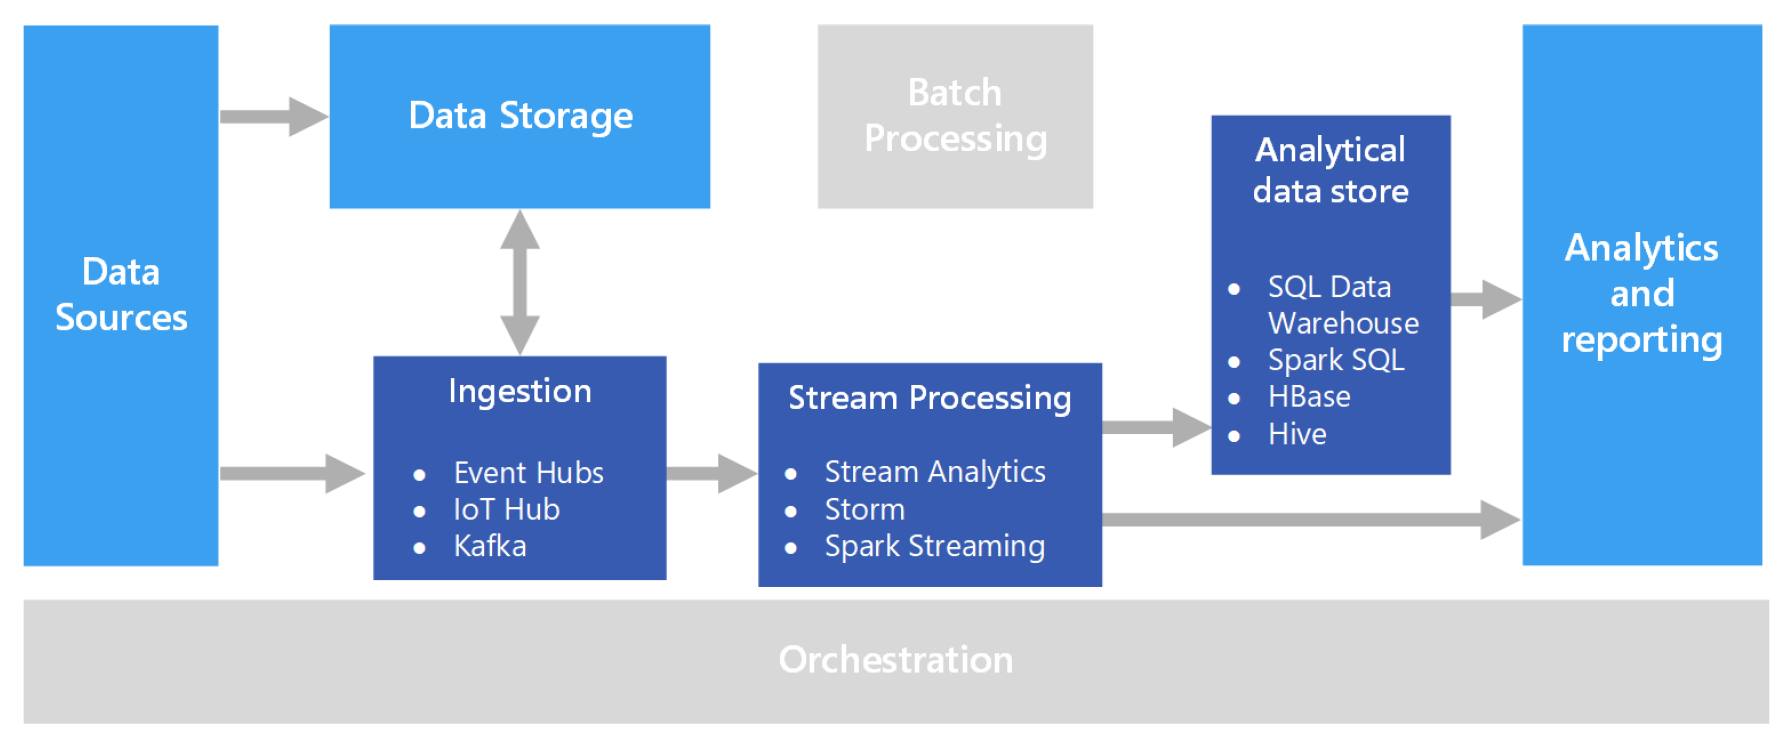 Data
Sources
Data Storage
Batch
Processing
Ingestion
● Event Hubs
● IoT Hub
● Kafka
Stream Processing
● Stream Analytics
● Storm
● Spark Streaming
Analytical
data store
● SQL Data
Warehouse
● Spark SQL
● HBase
● Hive
Analytics
and
reporting
Orchestration